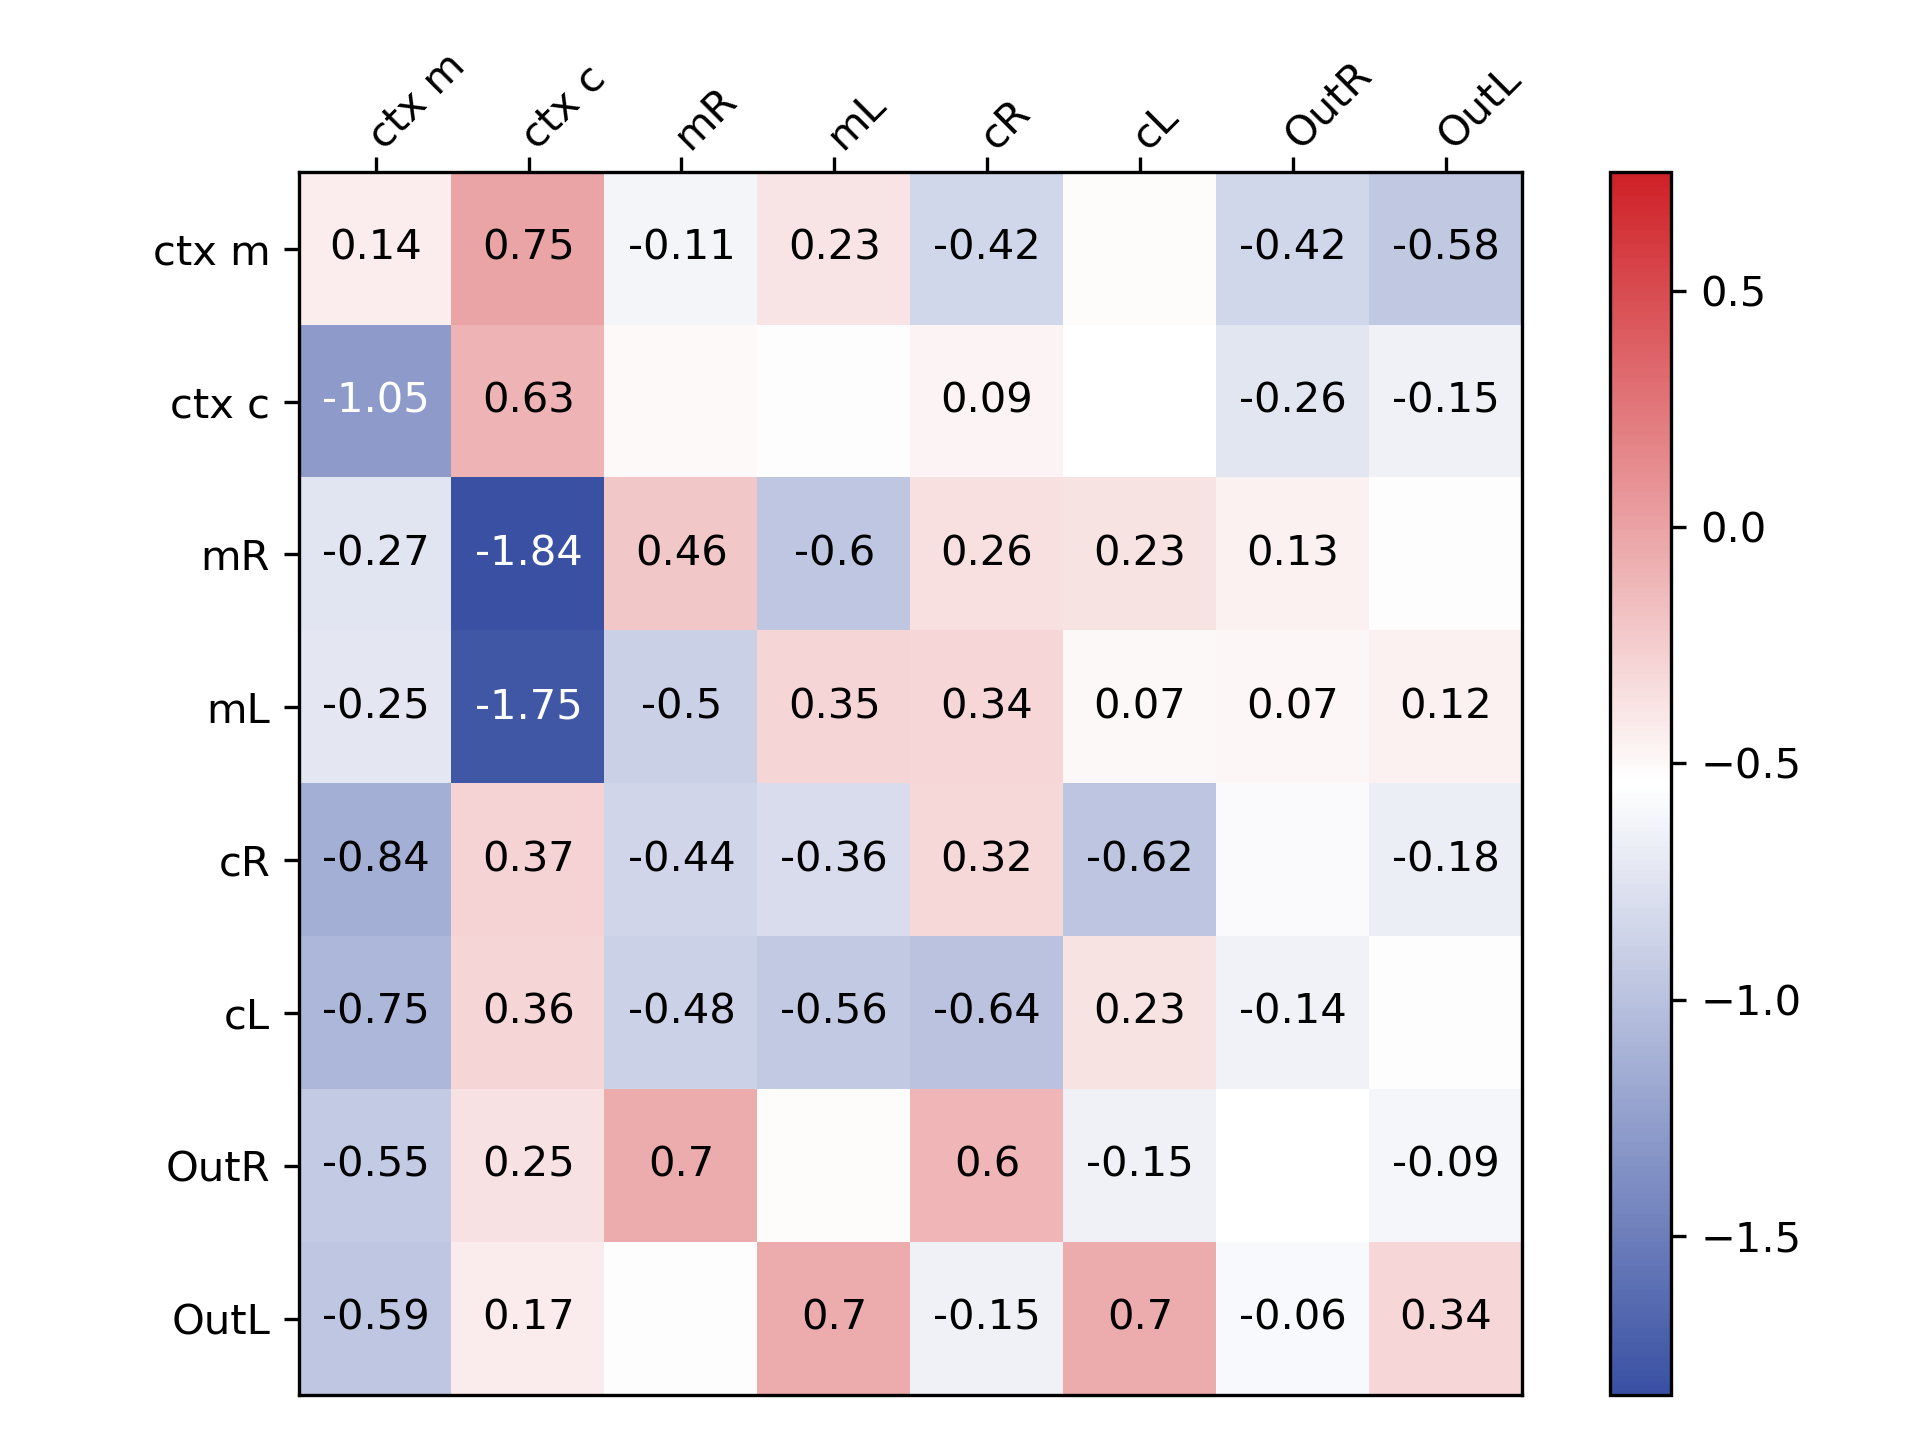 ctx m ctx c mR mL cR cL OutR OutL
ctx m 0.14 0.75 -0.11 0.23 -0.42 -0.42 -0.58
ctx c -1.05 0.63 0.09 -0.26 -0.15
mR -0.27 -1.84 0.46 -0.6 0.26 0.23 0.13
mL -0.25 -1.75 -0.5 0.35 0.34 0.07 0.07 0.12
cR -0.84 0.37 -0.44 -0.36 0.32 -0.62 -0.18
cL -0.75 0.36 -0.48 -0.56 -0.64 0.23 -0.14
OutR -0.55 0.25 0.7 0.6 -0.15 -0.09
OutL -0.59 0.17 0.7 -0.15 0.7 -0.06 0.34
0.5
0.0
−0.5
−1.0
−1.5